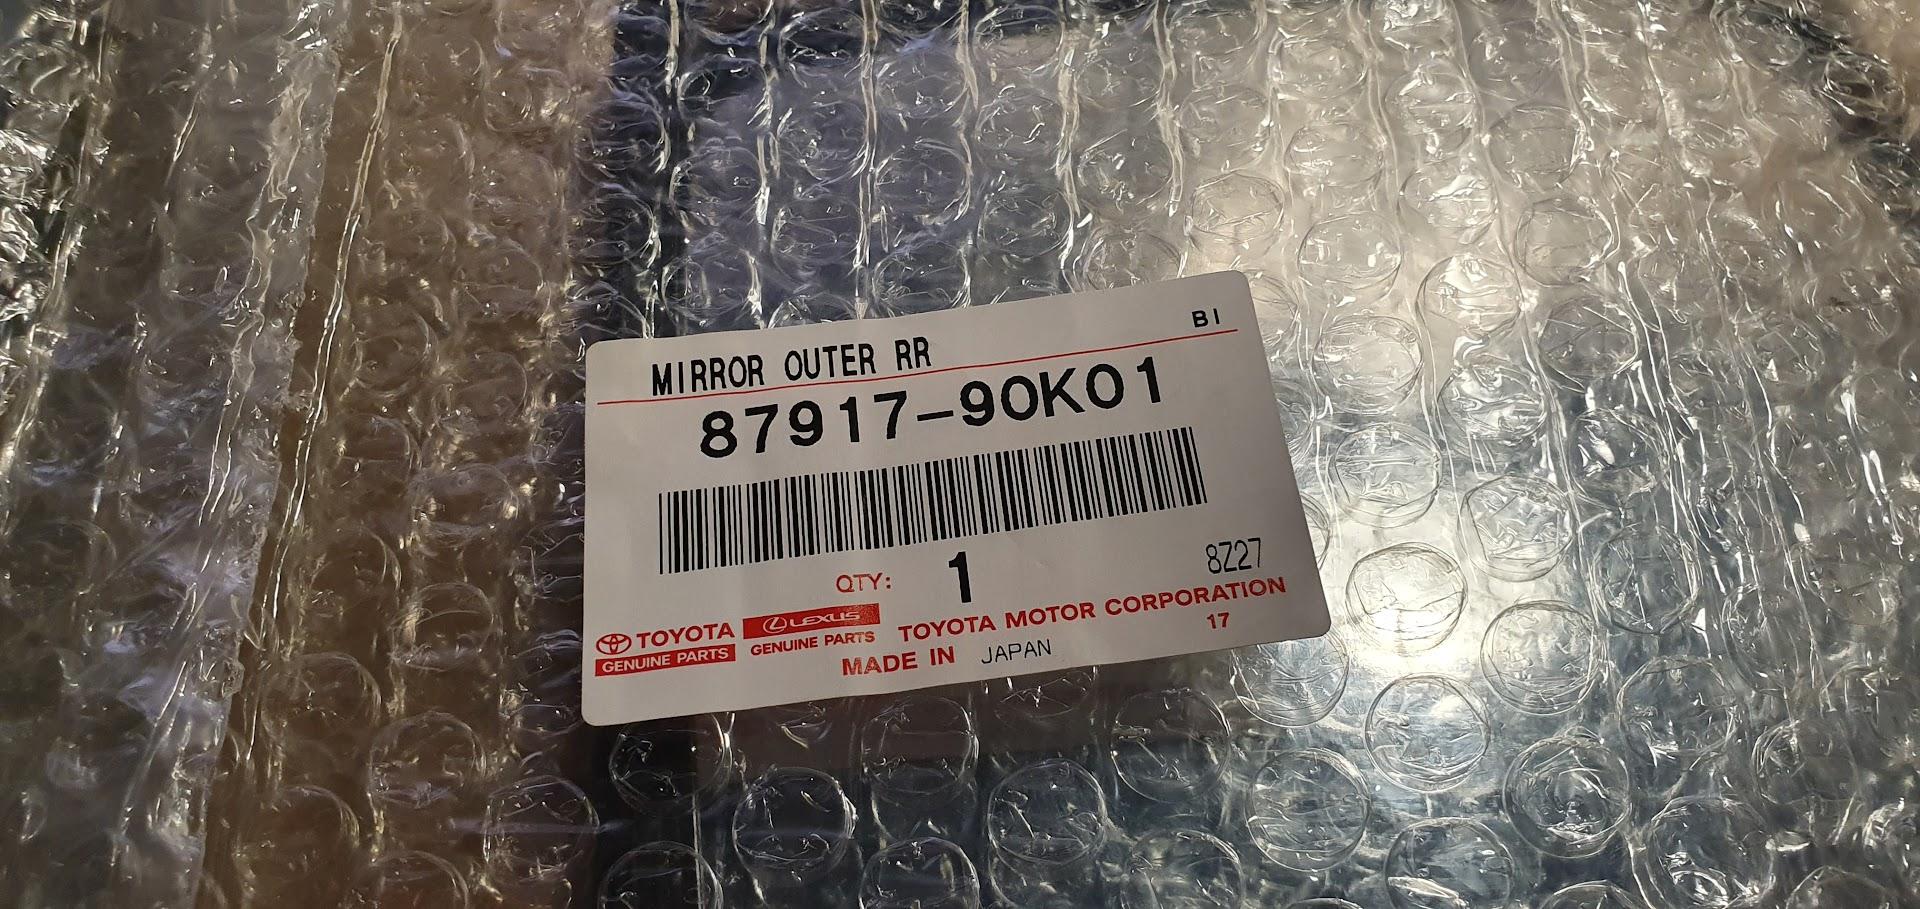 BI
MIRROR OUTER RR
87917-90K01
QTY: 1
8Z27
TOYOTA
GENUINE PARTS
LEXUS
GENUINE PARTS
TOYOTA MOTOR CORPORATION
MADE IN JAPAN
17